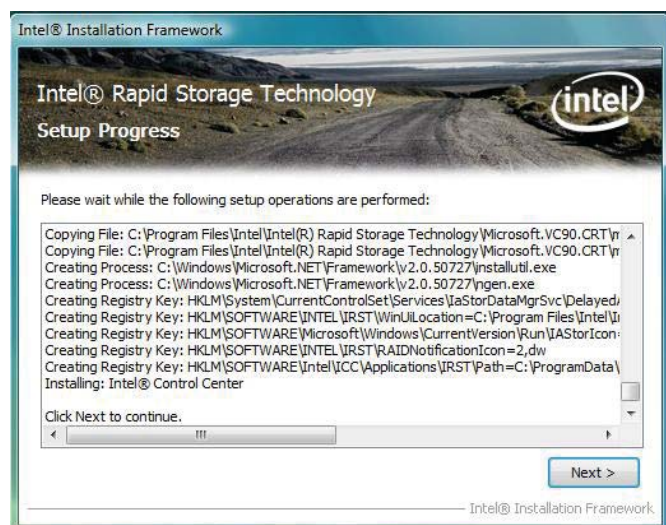 Intel® Installation Framework
Intel® Rapid Storage Technology
intel
Setup Progress
Please wait while the following setup operations are performed:
Copying File: C:\Program Files\Intel\Intel(R) Rapid Storage Technology\Microsoft.VC90.CRT\m
Copying File: C:\Program Files\Intel\Intel(R) Rapid Storage Technology\Microsoft.VC90.CRT\m
Creating Process: C:\Windows\Microsoft.NET\Framework\v2.0.50727\installutil.exe
Creating Process: C:\Windows\Microsoft.NET\Framework\v2.0.50727\ngen.exe
Creating Registry Key: HKLM\System\CurrentControlSet\Services\IaStorDataMgrSvc\DelayedA
Creating Registry Key: HKLM\SOFTWARE\INTEL\IRST\WinUiLocation=C:\Program Files\Intel\In
Creating Registry Key: HKLM\SOFTWARE\Microsoft\Windows\CurrentVersion\Run\IAStorIcon=
Creating Registry Key: HKLM\SOFTWARE\INTEL\IRST\RAIDNotificationIcon=2,dw
Creating Registry Key: HKLM\SOFTWARE\Intel\ICC\Applications\IRST\Path=C:\ProgramData\
Installing: Intel® Control Center
Click Next to continue.
Next >
Intel® Installation Framework